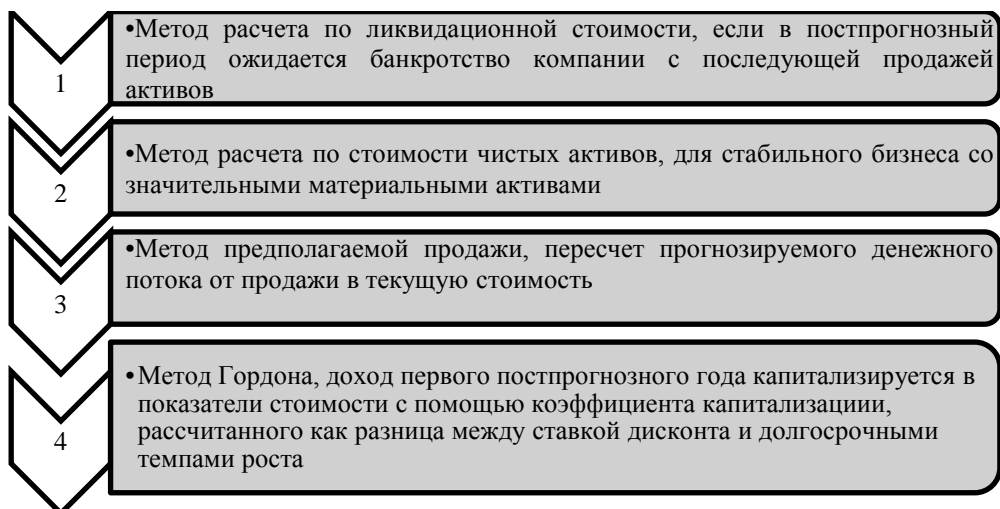 •Метод расчета по ликвидационной стоимости, если в постпрогнозный
период ожидается банкротство компании с последующей продажей
активов
1
•Метод расчета по стоимости чистых активов, для стабильного бизнеса со
значительными материальными активами
2
•Метод предполагаемой продажи, пересчет прогнозируемого денежного
потока от продажи в текущую стоимость
3
•Метод Гордона, доход первого постпрогнозного года капитализируется в
показатели стоимости с помощью коэффициента капитализациии,
рассчитанного как разница между ставкой дисконта и долгосрочными
темпами роста
4